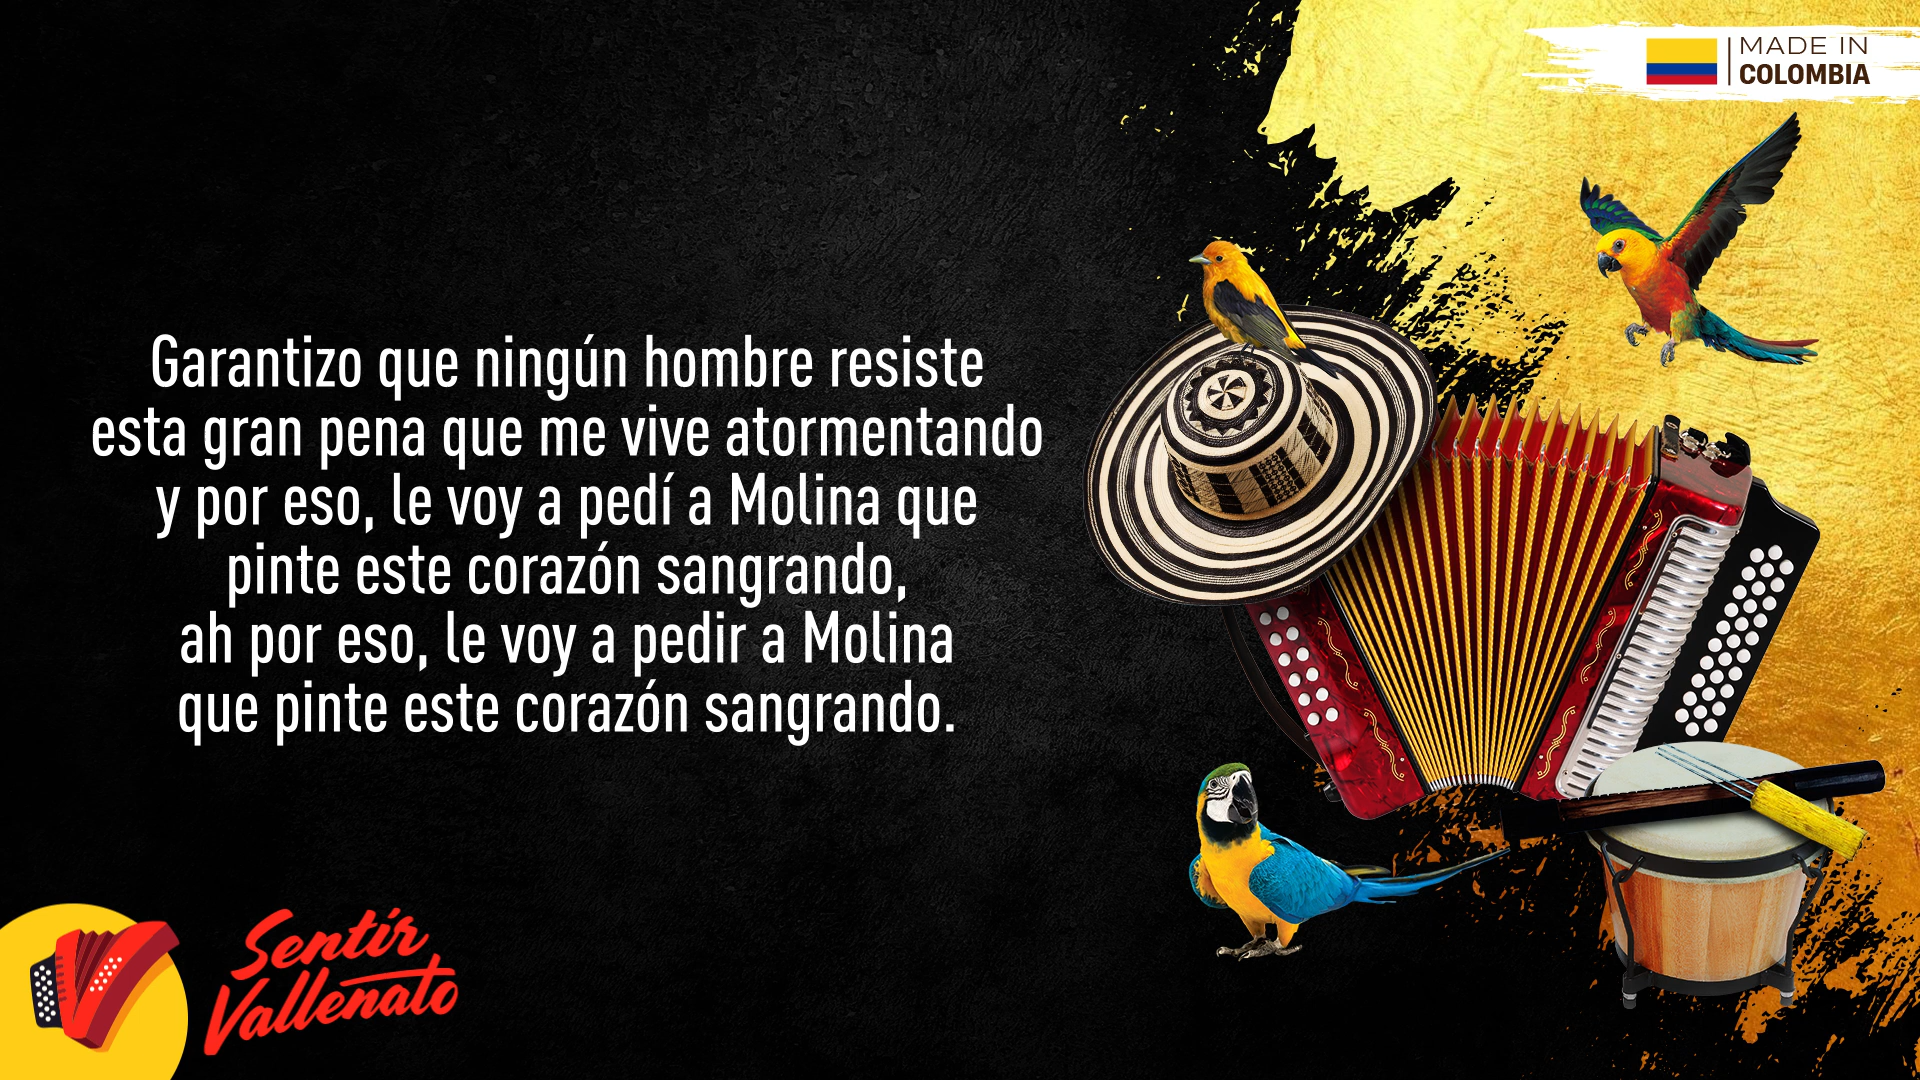 MADE IN
COLOMBIA
Garantizo que ningún hombre resiste
esta gran pena que me vive atormentando
y por eso, le voy a pedí a Molina que
pinte este corazón sangrando,
ah por eso, le voy a pedir a Molina
que pinte este corazón sangrando.
Sentir
Vallenato